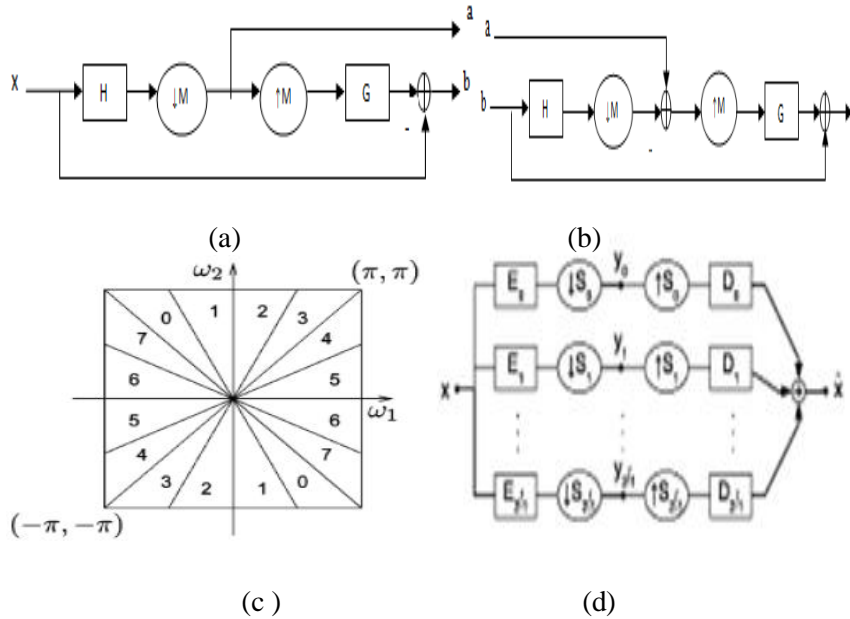 a
x H ↓M ↑M G b
-
(a)
a
b H ↓M ↑M G
-
(b)
ω₂
(π, π)
7 0 1 2 3 4
6 5
ω₁
5 6
4 3 2 1 0 7
(−π, −π)
(c )
E₀ ↓S₀ y₀ ↑S₀ D₀
E₁ ↓S₁ y₁ ↑S₁ D₁
x x̂
(d)